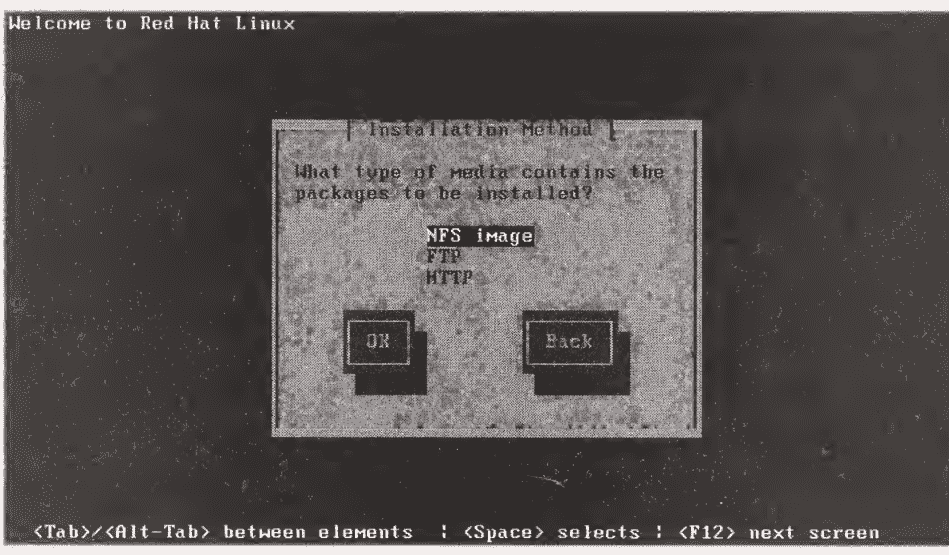 Welcome to Red Hat Linux
Installation Method
What type of media contains the
packages to be installed?
NFS image
FTP
HTTP
OK Back
<Tab>/<Alt-Tab> between elements | <Space> selects | <F12> next screen